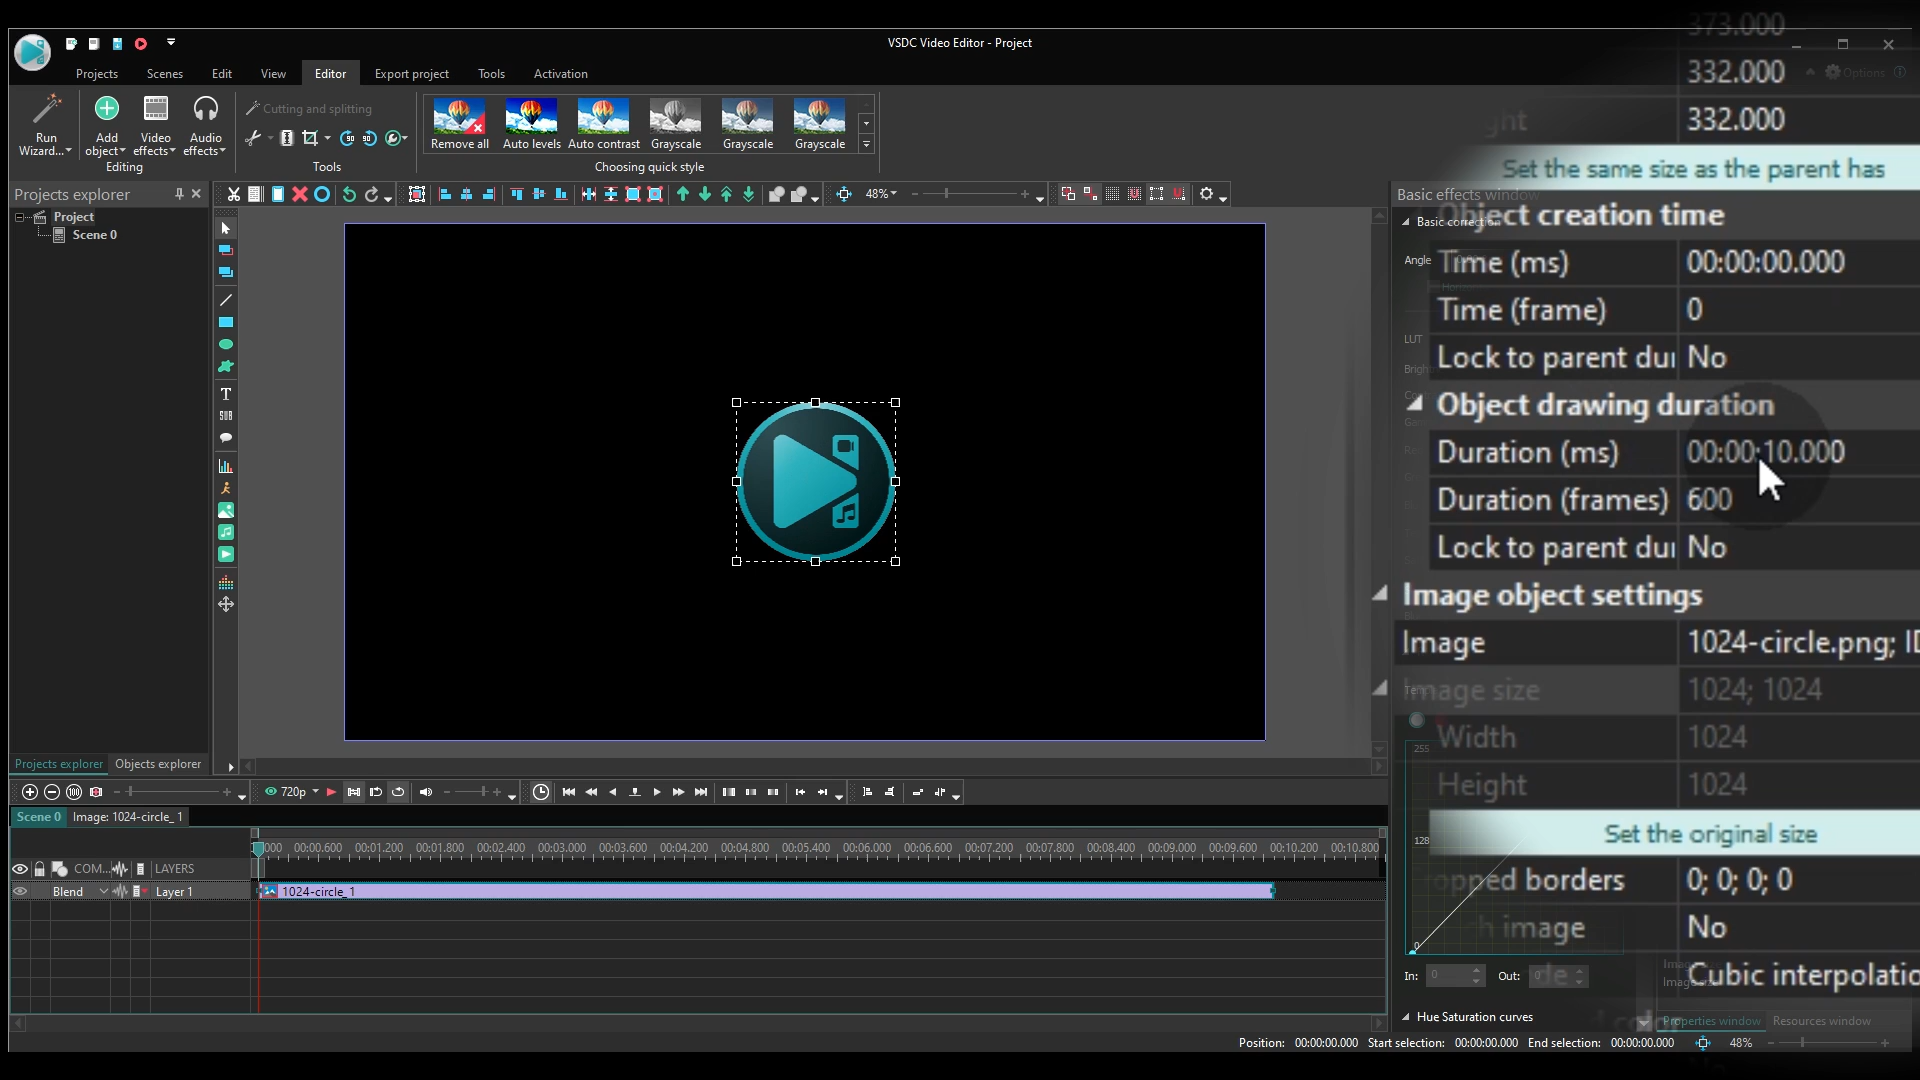 VSDC Video Editor - Project
Options
Projects
Scenes
Edit
View
Editor
Export project
Tools
Activation
Run
Wizard...
Add
object
Video
effects
Audio
effects
Editing
Cutting and splitting
Tools
Remove all
Auto levels
Auto contrast
Grayscale
Grayscale
Grayscale
Choosing quick style
Projects explorer
48%
Project
Scene 0
Projects explorer
Objects explorer
373.000
332.000
332.000
Set the same size as the parent has
Basic effects window
Object creation time
Basic correction
Angle
Time (ms) 00:00:00.000
Time (frame) 0
LUT
Lock to parent dur No
Object drawing duration
Duration (ms) 00:00:10.000
Duration (frames) 600
Lock to parent dur No
Image object settings
Image 1024-circle.png; ID
Image size 1024; 1024
Width 1024
255
Height 1024
Set the original size
128
opped borders 0; 0; 0; 0
image No
0
Cubic interpolatio
In: 0 Out: 0
Hue Saturation curves
Properties window
Resources window
720p
Scene 0
Image: 1024-circle_1
000 00:00.600 00:01.200 00:01.800 00:02.400 00:03.000 00:03.600 00:04.200 00:04.800 00:05.400 00:06.000 00:06.600 00:07.200 00:07.800 00:08.400 00:09.000 00:09.600 00:10.200 00:10.800
COM... LAYERS
Blend Layer 1
1024-circle_1
Position: 00:00:00.000 Start selection: 00:00:00.000 End selection: 00:00:00.000 48%